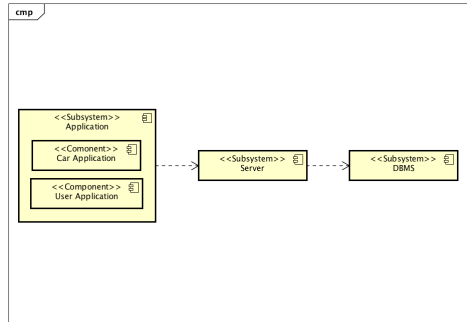 cmp
<<Subsystem>>
Application
<<Comonent>>
Car Application
<<Component>>
User Application
<<Subsystem>>
Server
<<Subsystem>>
DBMS